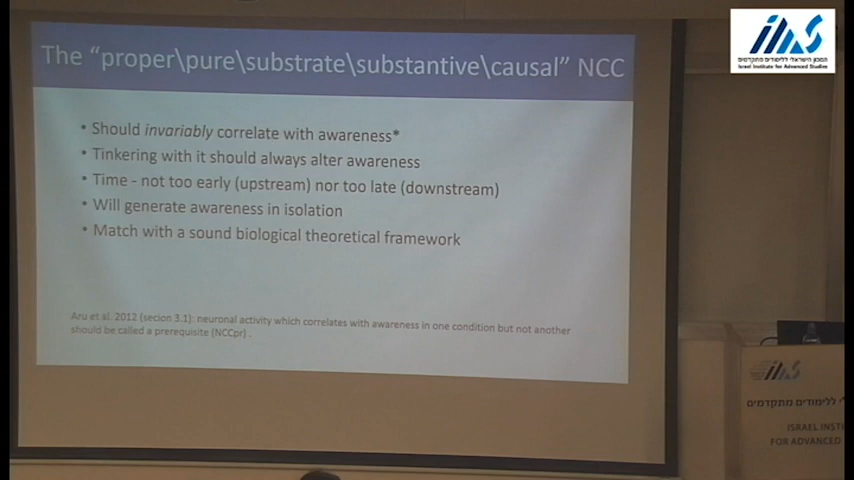 The “proper\pure\substrate\substantive\causal” NCC
• Should invariably correlate with awareness*
• Tinkering with it should always alter awareness
• Time - not too early (upstream) nor too late (downstream)
• Will generate awareness in isolation
• Match with a sound biological theoretical framework
Aru et al. 2012 (secion 3.1): neuronal activity which correlates with awareness in one condition but not another
should be called a prerequisite (NCCpr) .
iias
המכון הישראלי ללימודים מתקדמים
Israel Institute for Advanced Studies
iias
ללימודים מתקדמים
ISRAEL INSTI
FOR ADVANCED